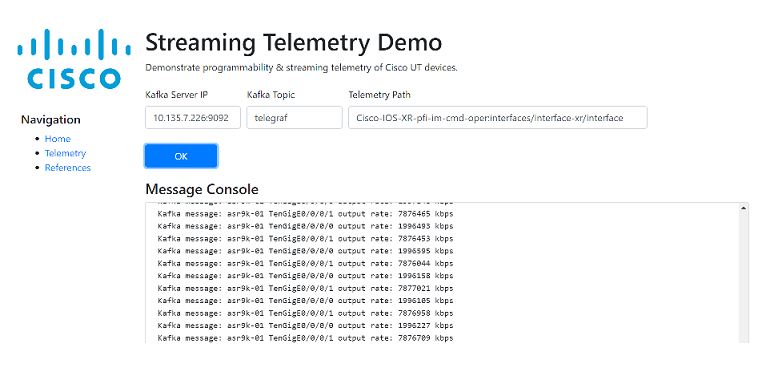 CISCO
Streaming Telemetry Demo
Demonstrate programmability & streaming telemetry of Cisco UT devices.
Kafka Server IP Kafka Topic Telemetry Path
10.135.7.226:9092 telegraf Cisco-IOS-XR-pfi-im-cmd-oper:interfaces/interface-xr/interface
Navigation
Home
Telemetry
References
OK
Message Console
Kafka message: asr9k-01 TenGigE0/0/0/1 output rate: 7876465 kbps
Kafka message: asr9k-01 TenGigE0/0/0/0 output rate: 1996493 kbps
Kafka message: asr9k-01 TenGigE0/0/0/1 output rate: 7876453 kbps
Kafka message: asr9k-01 TenGigE0/0/0/0 output rate: 1996595 kbps
Kafka message: asr9k-01 TenGigE0/0/0/1 output rate: 7876044 kbps
Kafka message: asr9k-01 TenGigE0/0/0/0 output rate: 1996158 kbps
Kafka message: asr9k-01 TenGigE0/0/0/1 output rate: 7877021 kbps
Kafka message: asr9k-01 TenGigE0/0/0/0 output rate: 1996105 kbps
Kafka message: asr9k-01 TenGigE0/0/0/1 output rate: 7876958 kbps
Kafka message: asr9k-01 TenGigE0/0/0/0 output rate: 1996227 kbps
Kafka message: asr9k-01 TenGigE0/0/0/1 output rate: 7876709 kbps